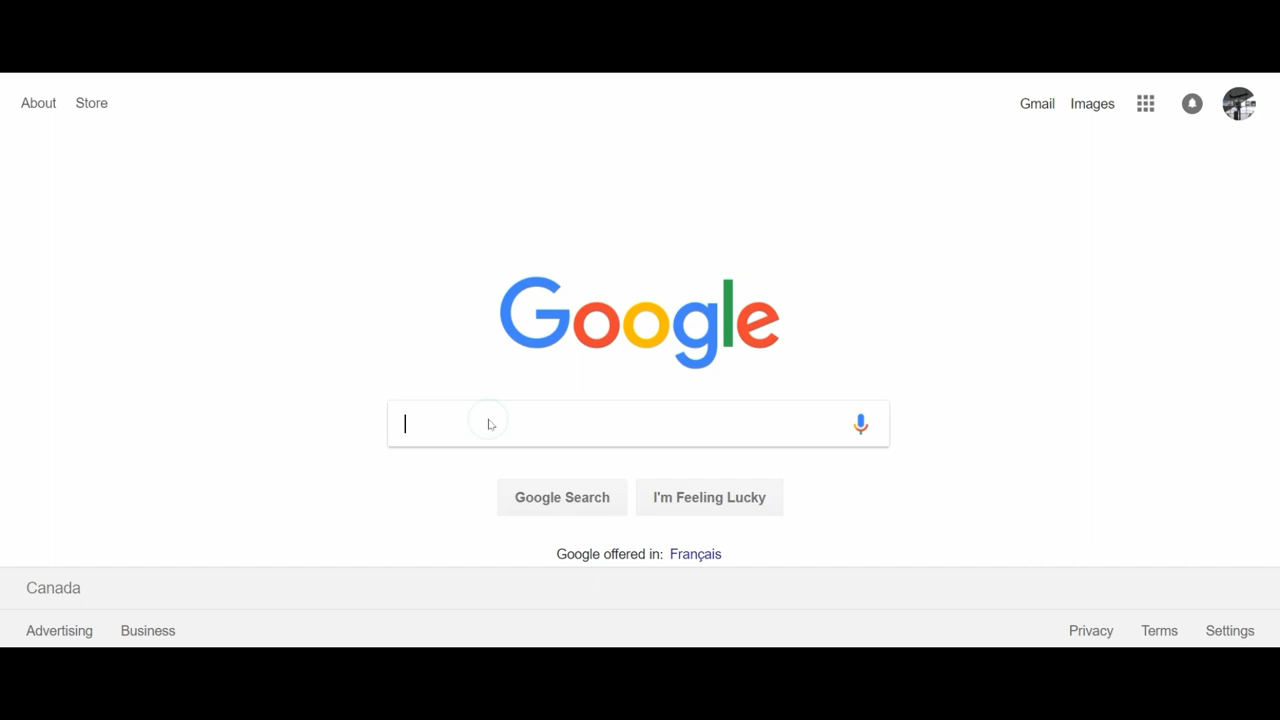 About Store Gmail Images
Google
Google Search I'm Feeling Lucky
Google offered in: Français
Canada
Advertising Business Privacy Terms Settings